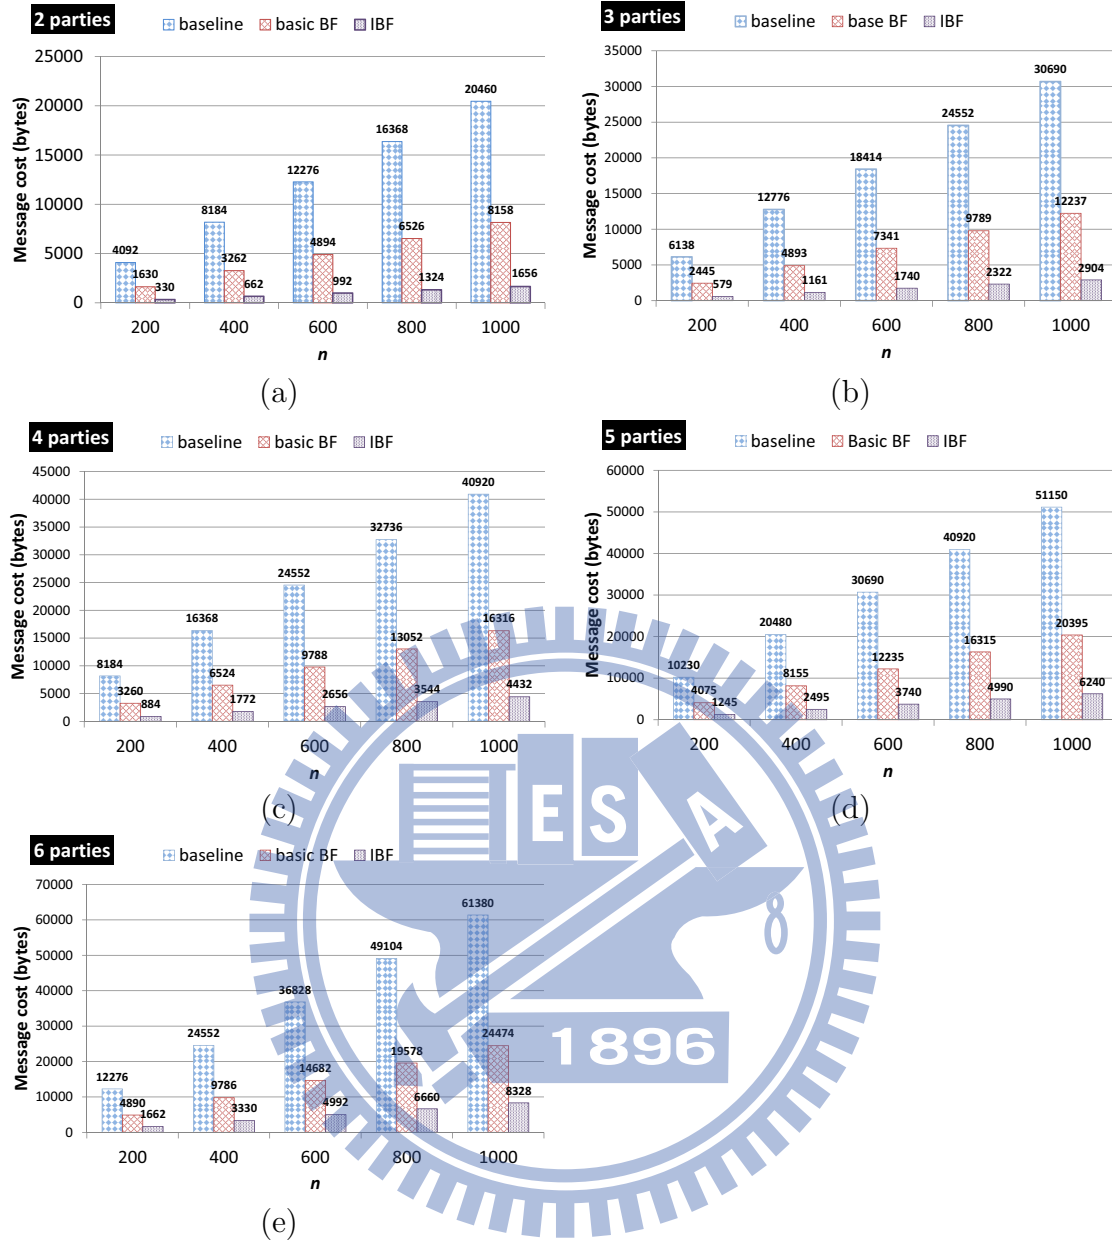 2 parties
baseline basic BF IBF
Message cost (bytes)
25000
20000
15000
10000
5000
0
4092 1630 330
8184 3262 662
12276 4894 992
16368 6526 1324
20460 8158 1656
200 400 600 800 1000
n
(a)
3 parties
baseline base BF IBF
Message cost (bytes)
35000
30000
25000
20000
15000
10000
5000
0
6138 2445 579
12776 4893 1161
18414 7341 1740
24552 9789 2322
30690 12237 2904
200 400 600 800 1000
n
(b)
4 parties
baseline basic BF IBF
Message cost (bytes)
45000
40000
35000
30000
25000
20000
15000
10000
5000
0
8184 3260 884
16368 6524 1772
24552 9788 2656
32736 13052 3544
40920 16316 4432
200 400 600 800 1000
n
(c)
5 parties
baseline Basic BF IBF
Message cost (bytes)
60000
50000
40000
30000
20000
10000
0
10230 4075 1245
20480 8155 2495
30690 12235 3740
40920 16315 4990
51150 20395 6240
200 400 600 800 1000
n
(d)
6 parties
baseline basic BF IBF
Message cost (bytes)
70000
60000
50000
40000
30000
20000
10000
0
12276 4890 1662
24552 9786 3330
36828 14682 4992
49104 19578 6660
61380 24474 8328
200 400 600 800 1000
n
(e)
E S A
1896